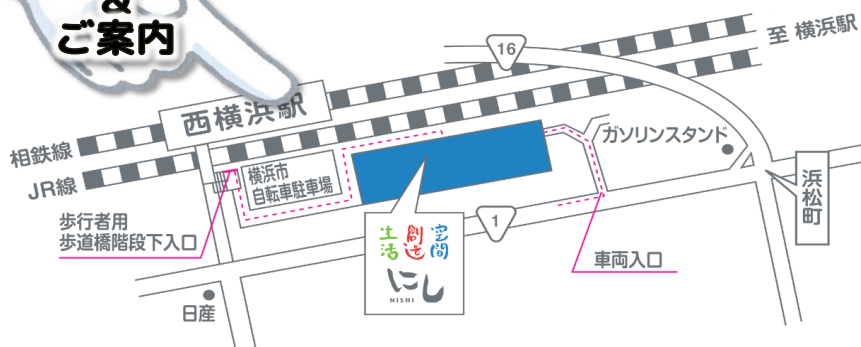 &
ご案内
16
至 横浜駅
西横浜駅
相鉄線
JR線
ガソリンスタンド
横浜市
自転車駐車場
浜松町
歩行者用
歩道橋階段下入口
1
生活 創造 空間
にし
NISHI
車両入口
日産